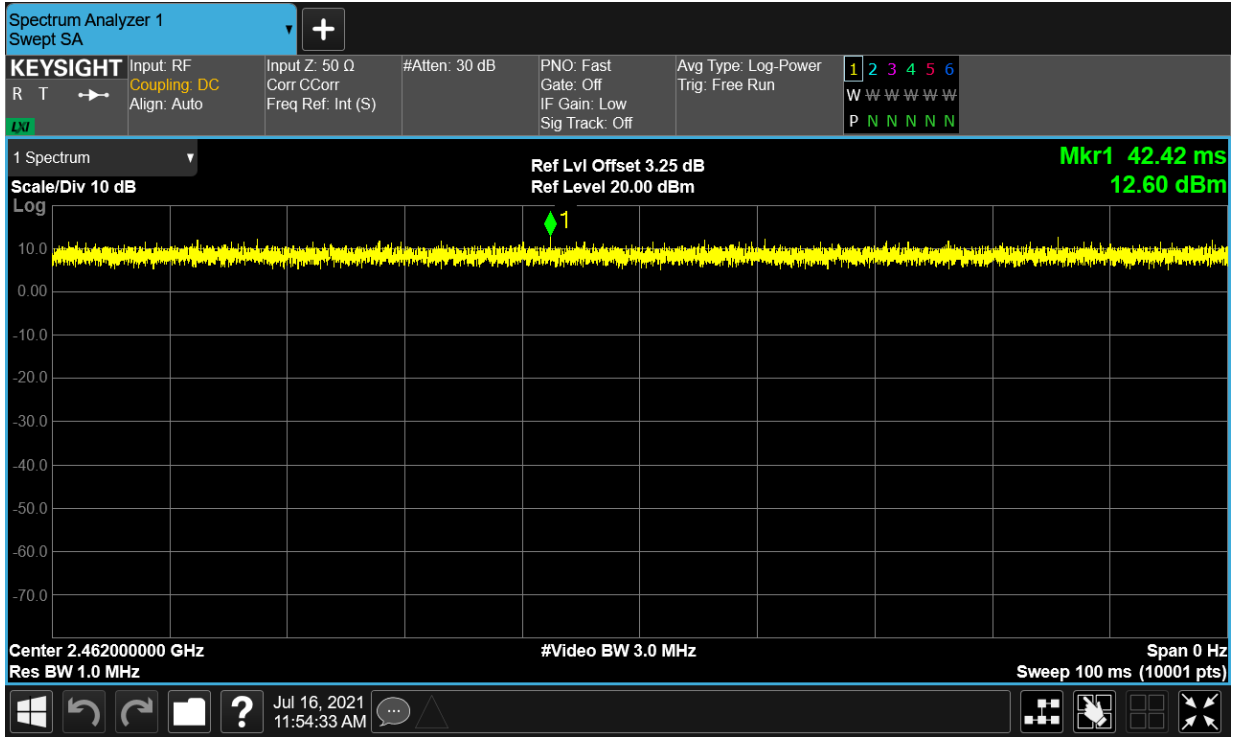 Spectrum Analyzer 1
Swept SA
KEYSIGHT
R T
LXI
Input: RF
Coupling: DC
Align: Auto
Input Z: 50 Ω
Corr CCorr
Freq Ref: Int (S)
#Atten: 30 dB
PNO: Fast
Gate: Off
IF Gain: Low
Sig Track: Off
Avg Type: Log-Power
Trig: Free Run
1 2 3 4 5 6
W W W W W W
P N N N N N
1 Spectrum
Scale/Div 10 dB
Ref Lvl Offset 3.25 dB
Ref Level 20.00 dBm
Mkr1 42.42 ms
12.60 dBm
Log
1
10.0
0.00
-10.0
-20.0
-30.0
-40.0
-50.0
-60.0
-70.0
Center 2.462000000 GHz
Res BW 1.0 MHz
#Video BW 3.0 MHz
Span 0 Hz
Sweep 100 ms (10001 pts)
?
Jul 16, 2021
11:54:33 AM